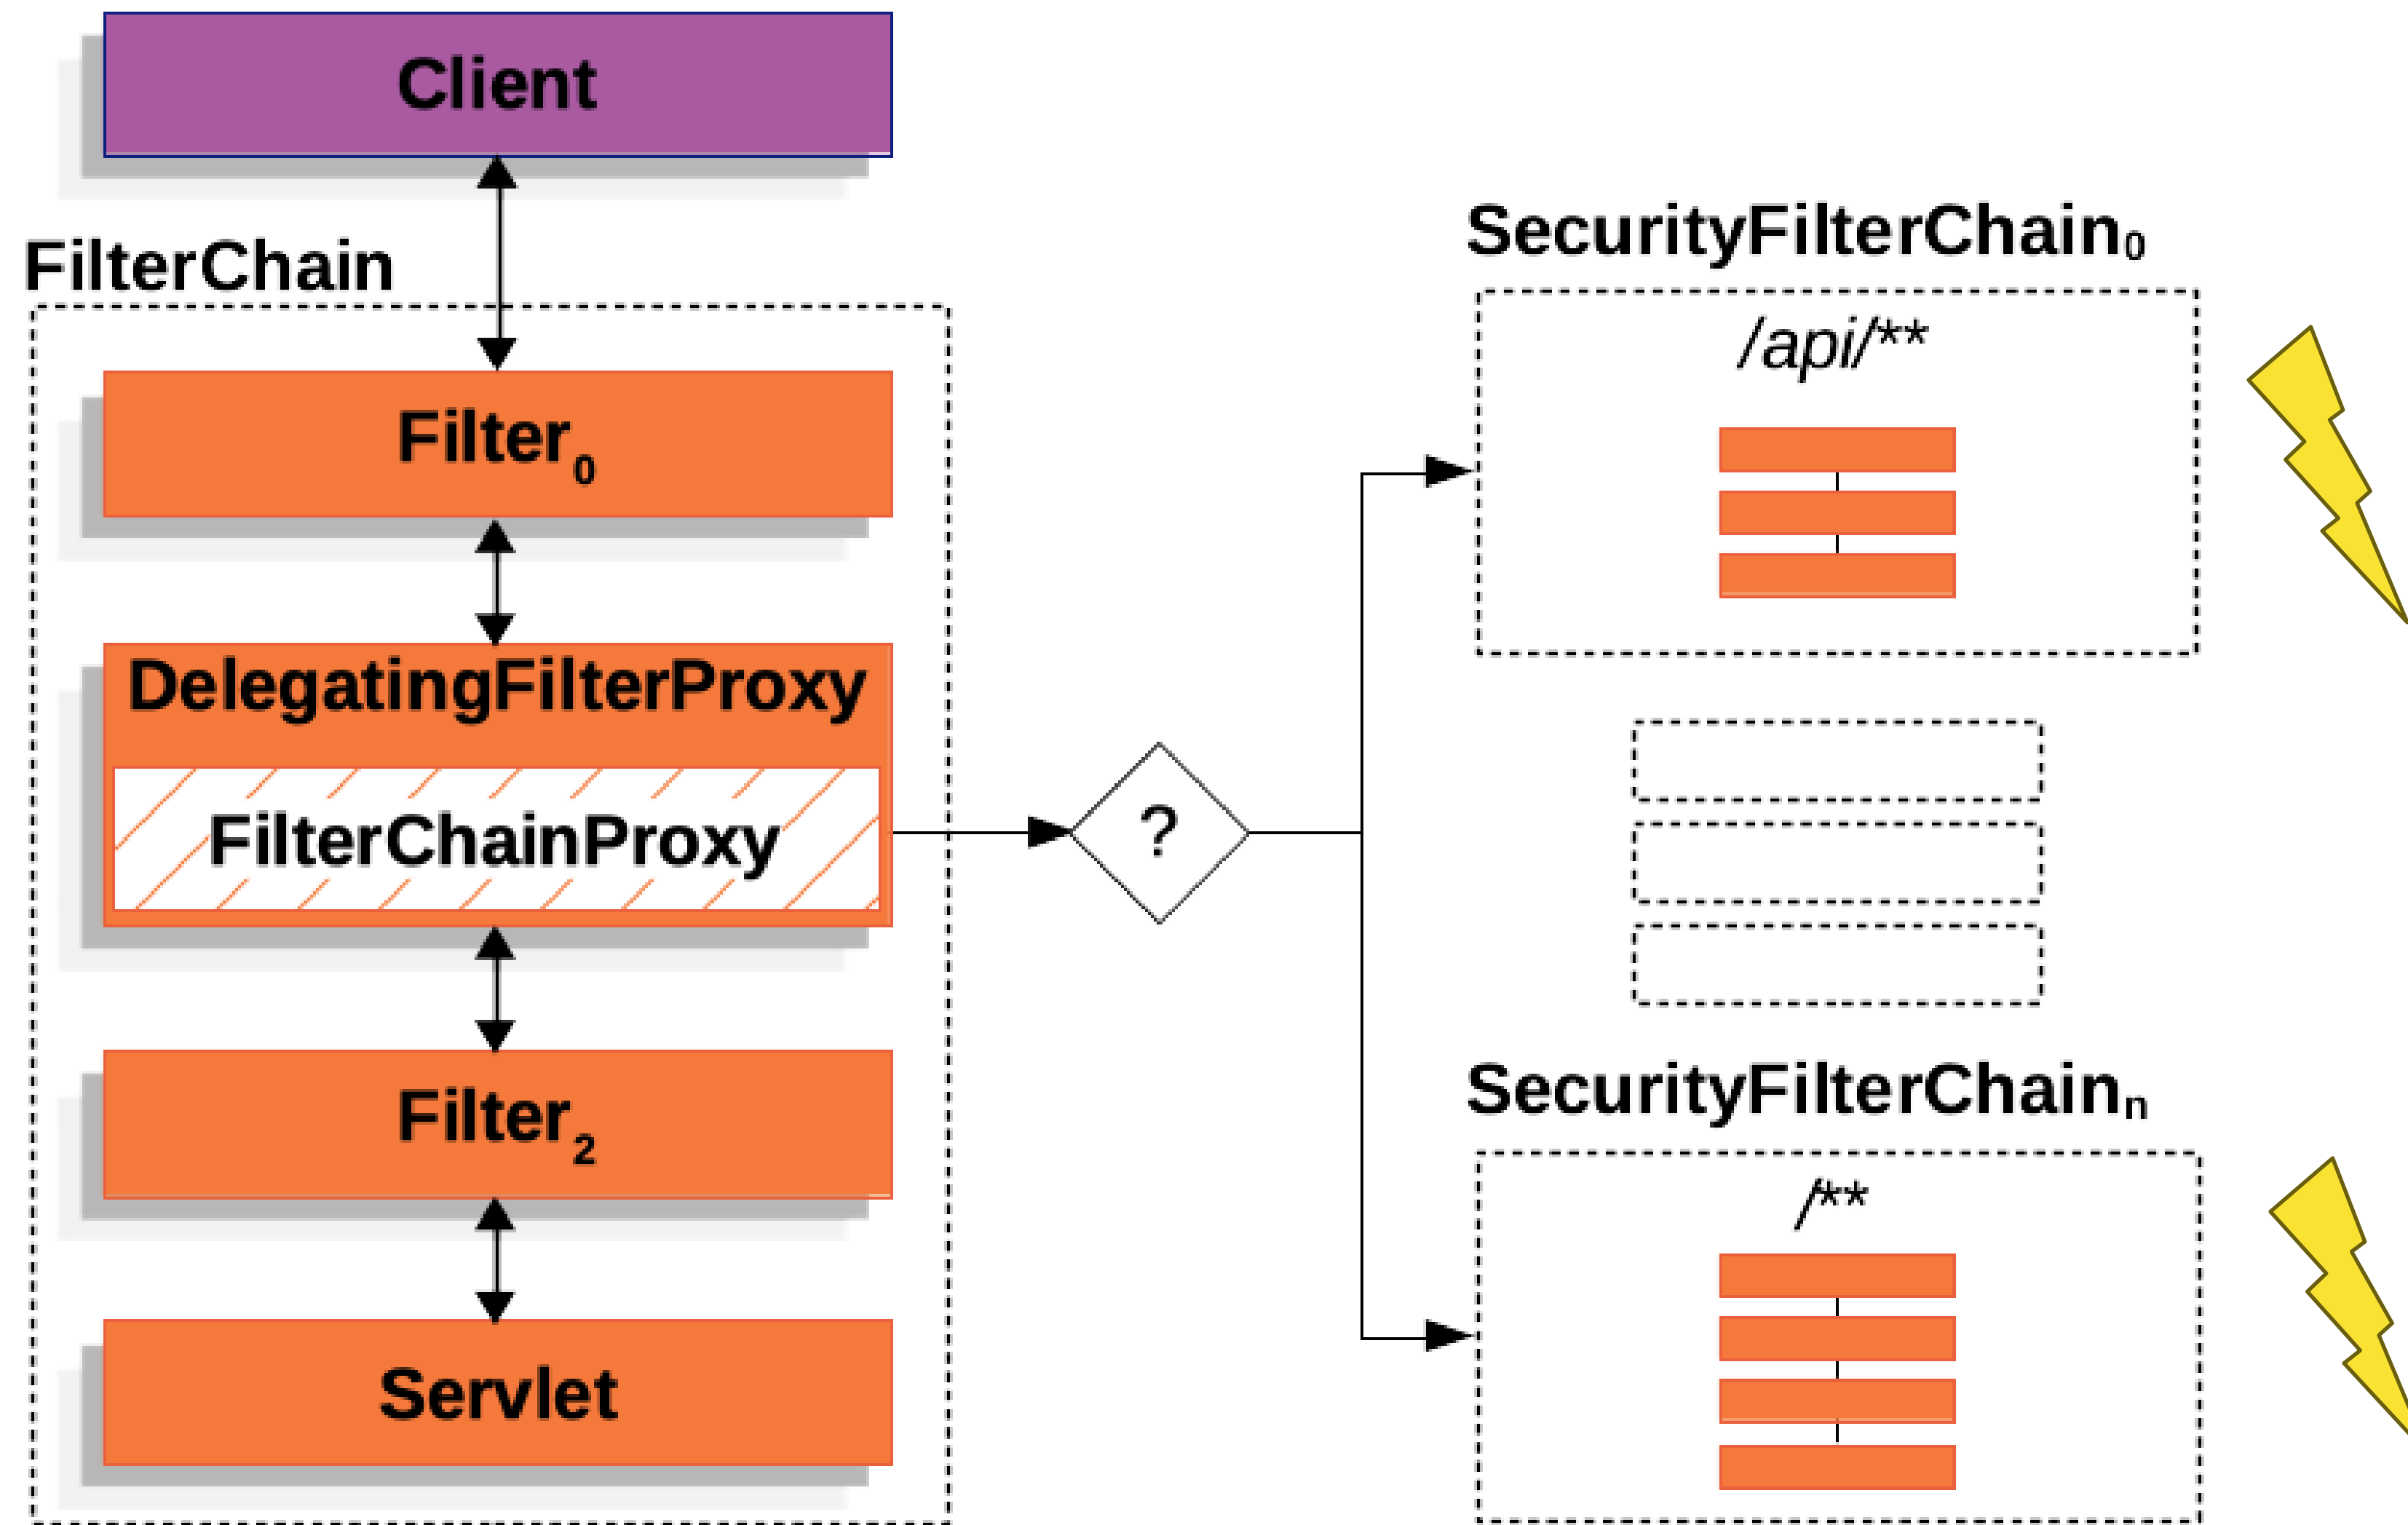 Client
FilterChain
Filter0
DelegatingFilterProxy
FilterChainProxy
Filter2
Servlet
?
SecurityFilterChain0
/api/**
SecurityFilterChainn
/**